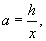 a = h/x,